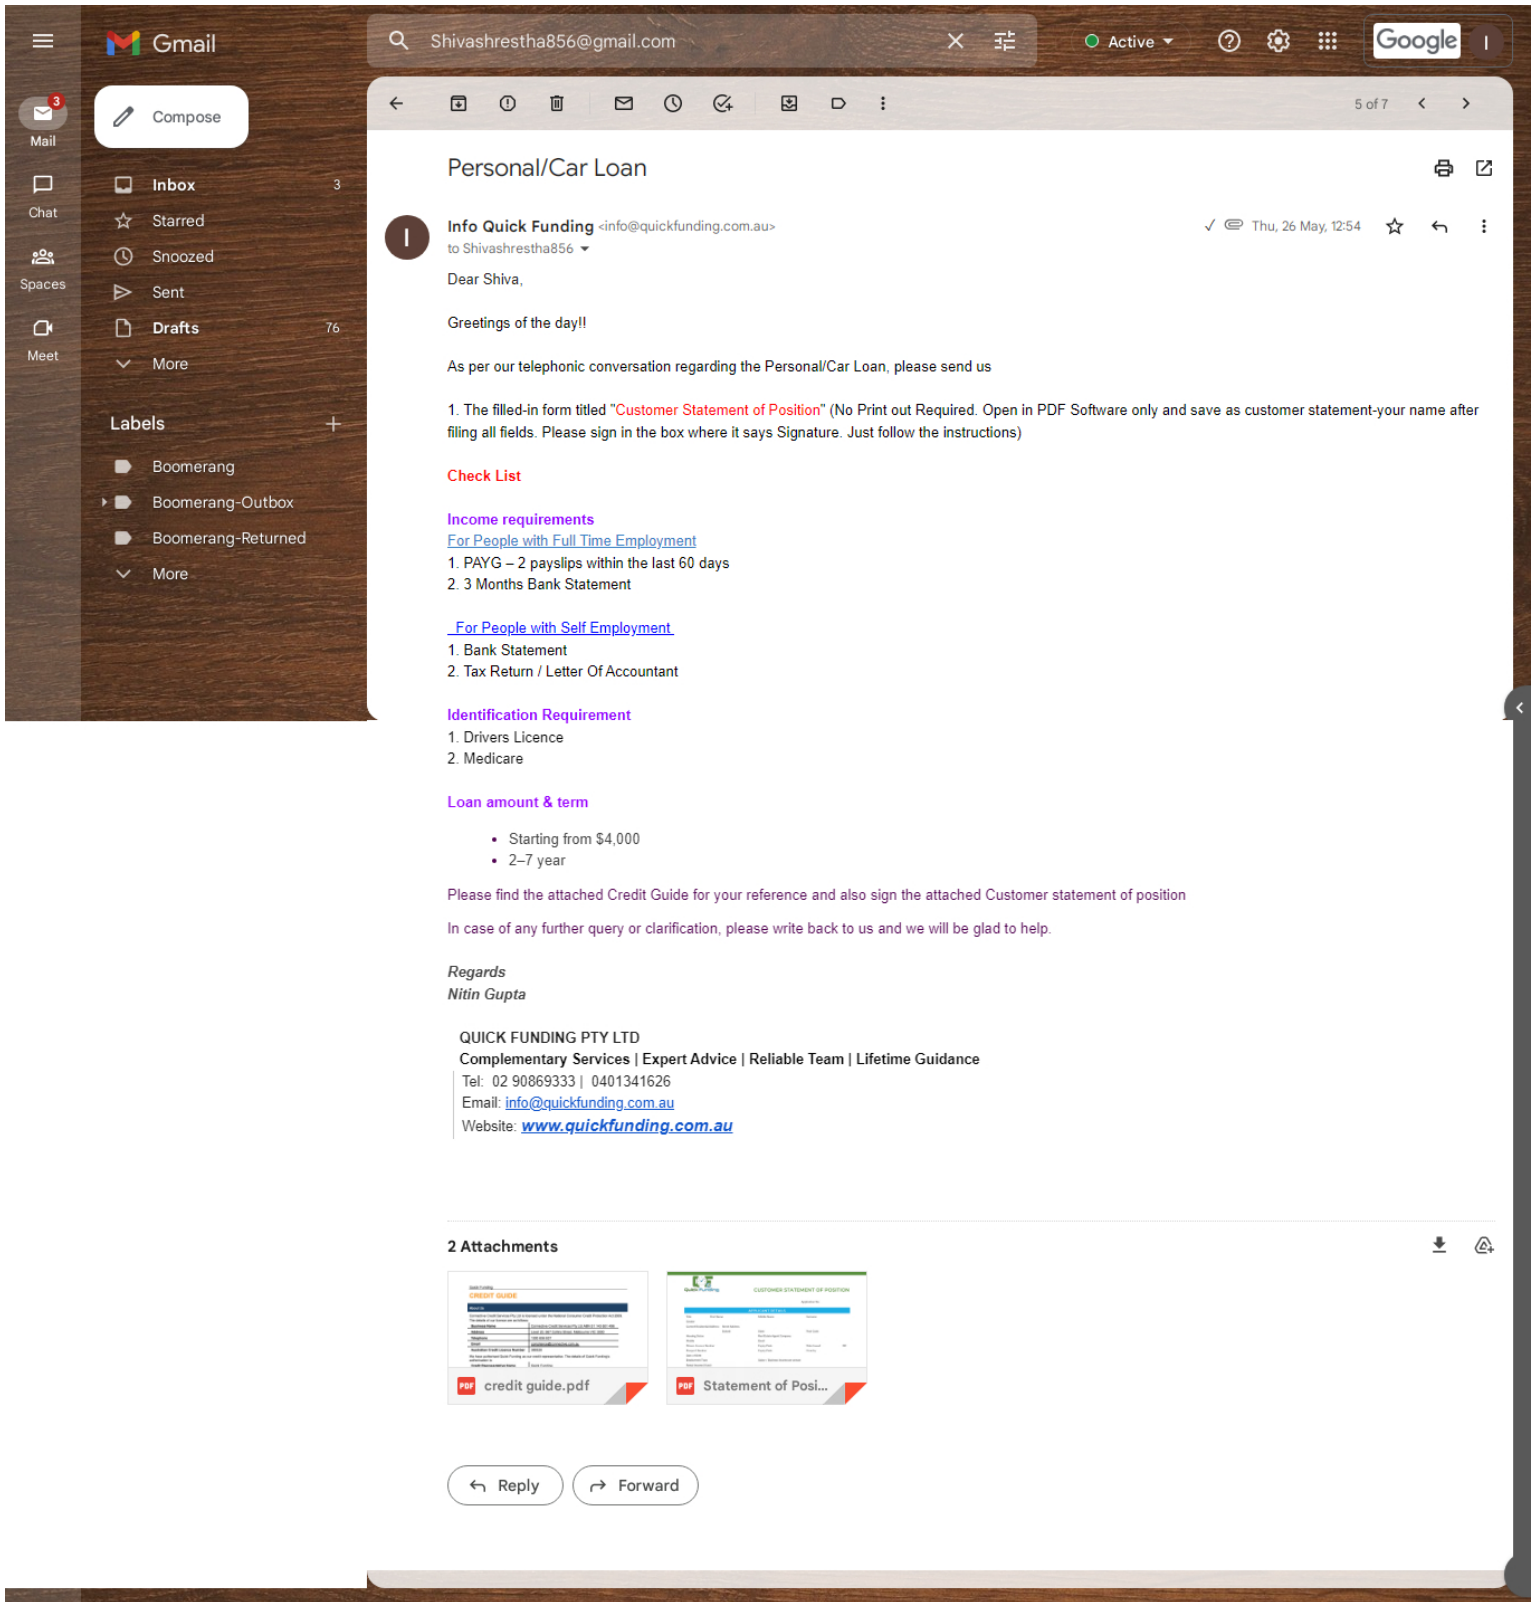 Gmail
Shivashrestha856@gmail.com
Active
Google
I
3
Mail
Chat
Spaces
Meet
Compose
Inbox 3
Starred
Snoozed
Sent
Drafts 76
More
Labels
Boomerang
Boomerang-Outbox
Boomerang-Returned
More
5 of 7
Personal/Car Loan
I
Info Quick Funding <info@quickfunding.com.au>
Thu, 26 May, 12:54
to Shivashrestha856
Dear Shiva,
Greetings of the day!!
As per our telephonic conversation regarding the Personal/Car Loan, please send us
1. The filled-in form titled "Customer Statement of Position" (No Print out Required. Open in PDF Software only and save as customer statement-your name after
filing all fields. Please sign in the box where it says Signature. Just follow the instructions)
Check List
Income requirements
For People with Full Time Employment
1. PAYG – 2 payslips within the last 60 days
2. 3 Months Bank Statement
For People with Self Employment
1. Bank Statement
2. Tax Return / Letter Of Accountant
Identification Requirement
1. Drivers Licence
2. Medicare
Loan amount & term
• Starting from $4,000
• 2–7 year
Please find the attached Credit Guide for your reference and also sign the attached Customer statement of position
In case of any further query or clarification, please write back to us and we will be glad to help.
Regards
Nitin Gupta
QUICK FUNDING PTY LTD
Complementary Services | Expert Advice | Reliable Team | Lifetime Guidance
Tel: 02 90869333 | 0401341626
Email: info@quickfunding.com.au
Website: www.quickfunding.com.au
2 Attachments
CREDIT GUIDE
CUSTOMER STATEMENT OF POSITION
PDF credit guide.pdf
PDF Statement of Posi...
Reply
Forward